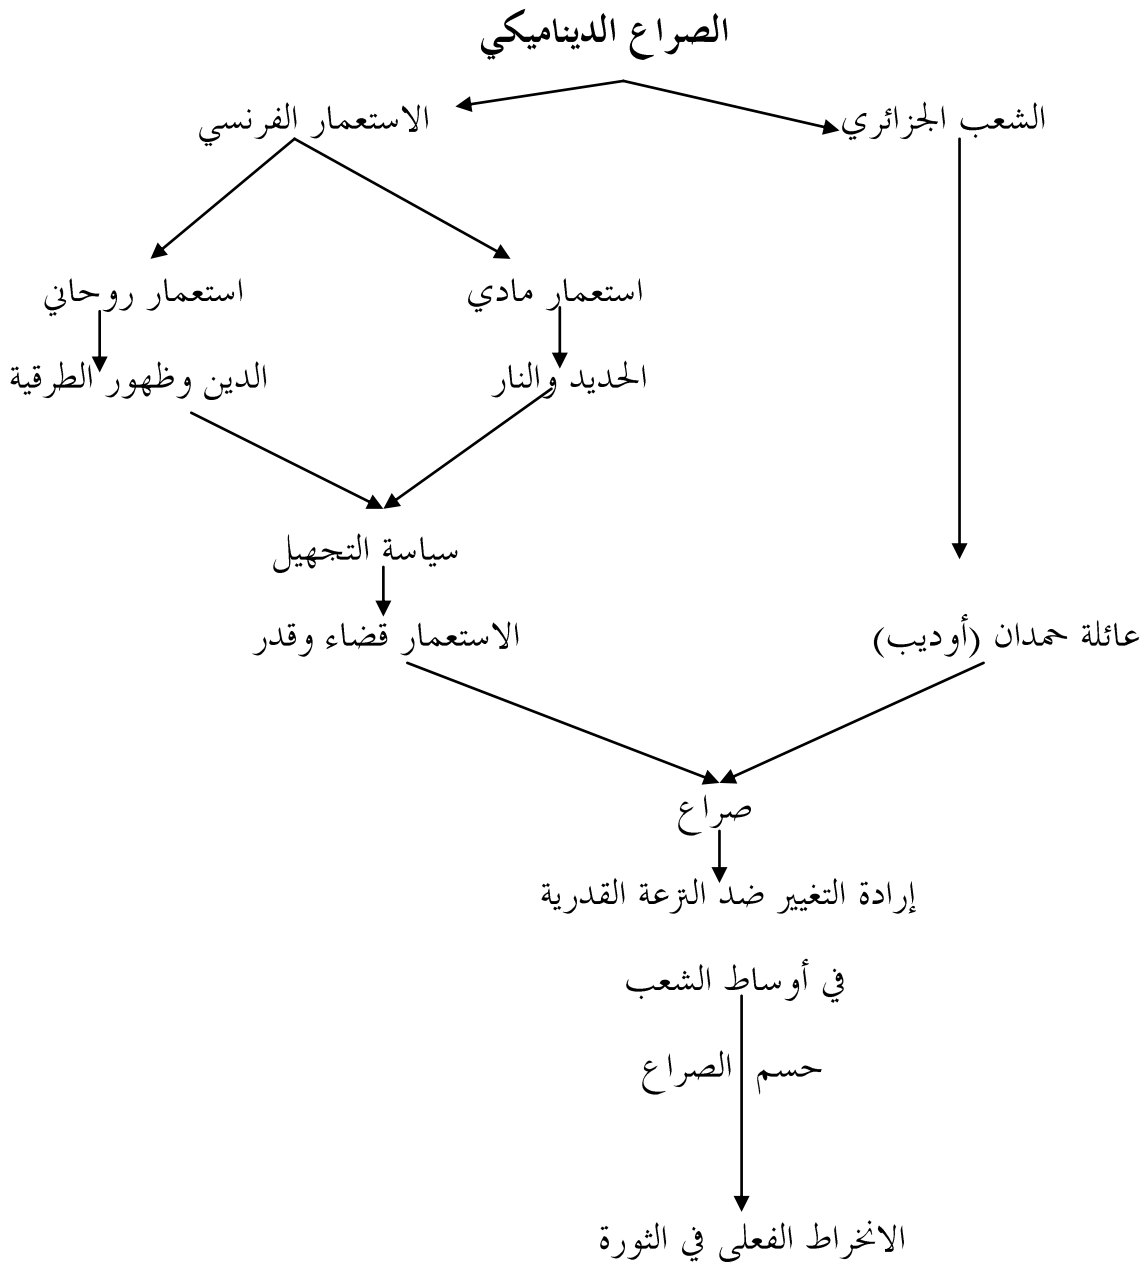 الصراع الديناميكي
الشعب الجزائري
الاستعمار الفرنسي
استعمار مادي
استعمار روحاني
الحديد والنار
الدين وظهور الطرقية
سياسة التجهيل
الاستعمار قضاء وقدر
عائلة حمدان (أوديب)
صراع
إرادة التغيير ضد النزعة القدرية
في أوساط الشعب
حسم الصراع
الانخراط الفعلي في الثورة